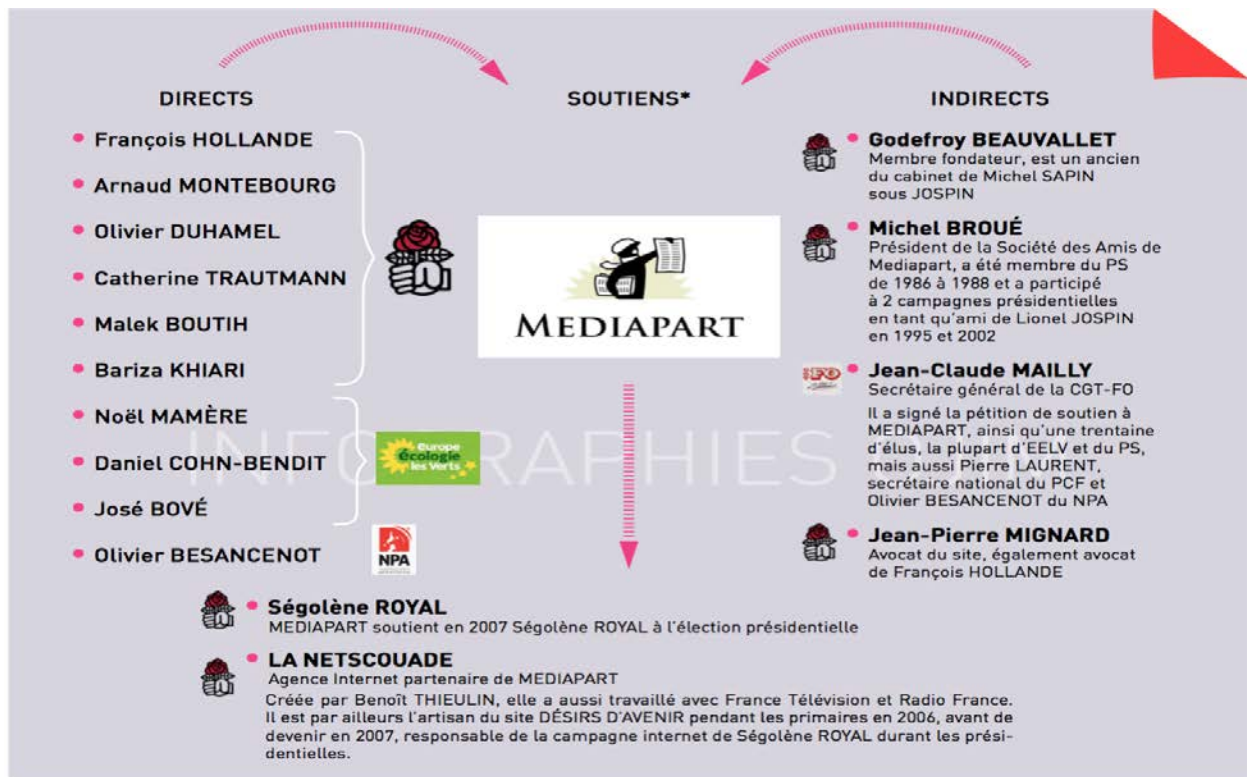 DIRECTS
SOUTIENS*
INDIRECTS
François HOLLANDE
Arnaud MONTEBOURG
Olivier DUHAMEL
Catherine TRAUTMANN
Malek BOUTIH
Bariza KHIARI
Noël MAMÈRE
Daniel COHN-BENDIT
José BOVÉ
Olivier BESANCENOT
europe
écologie
les Verts
NPA
MEDIAPART
Godefroy BEAUVALLET
Membre fondateur, est un ancien
du cabinet de Michel SAPIN
sous JOSPIN
Michel BROUÉ
Président de la Société des Amis de
Mediapart, a été membre du PS
de 1986 à 1988 et a participé
à 2 campagnes présidentielles
en tant qu'ami de Lionel JOSPIN
en 1995 et 2002
FO
Jean-Claude MAILLY
Secrétaire général de la CGT-FO
Il a signé la pétition de soutien à
MEDIAPART, ainsi qu'une trentaine
d'élus, la plupart d'EELV et du PS,
mais aussi Pierre LAURENT,
secrétaire national du PCF et
Olivier BESANCENOT du NPA
Jean-Pierre MIGNARD
Avocat du site, également avocat
de François HOLLANDE
INFOGRAPHIES
Ségolène ROYAL
MEDIAPART soutient en 2007 Ségolène ROYAL à l'élection présidentielle
LA NETSCOUADE
Agence Internet partenaire de MEDIAPART
Créée par Benoît THIEULIN, elle a aussi travaillé avec France Télévision et Radio France.
Il est par ailleurs l'artisan du site DÉSIRS D'AVENIR pendant les primaires en 2006, avant de
devenir en 2007, responsable de la campagne internet de Ségolène ROYAL durant les prési-
dentielles.